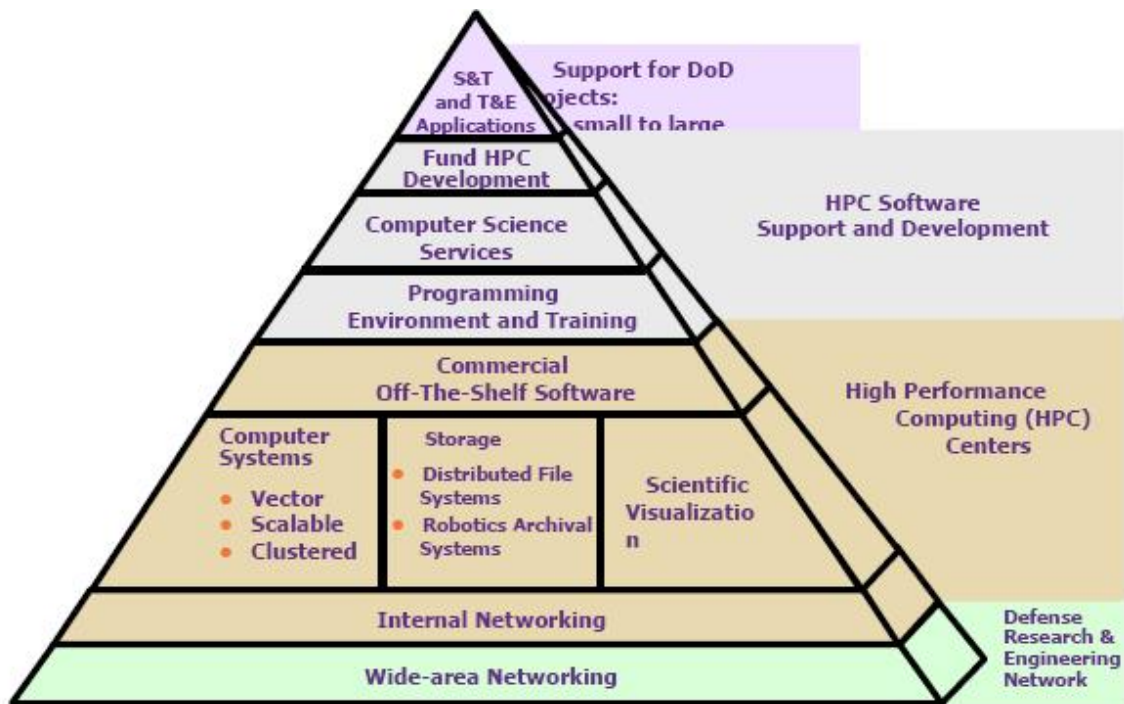 S&T
and T&E
Applications
Support for DoD
ojects:
small to large
Fund HPC
Development
HPC Software
Support and Development
Computer Science
Services
Programming
Environment and Training
Commercial
Off-The-Shelf Software
High Performance
Computing (HPC)
Centers
Computer
Systems
• Vector
• Scalable
• Clustered
Storage
• Distributed File
Systems
• Robotics Archival
Systems
Scientific
Visualizatio
n
Internal Networking
Defense
Research &
Engineering
Network
Wide-area Networking